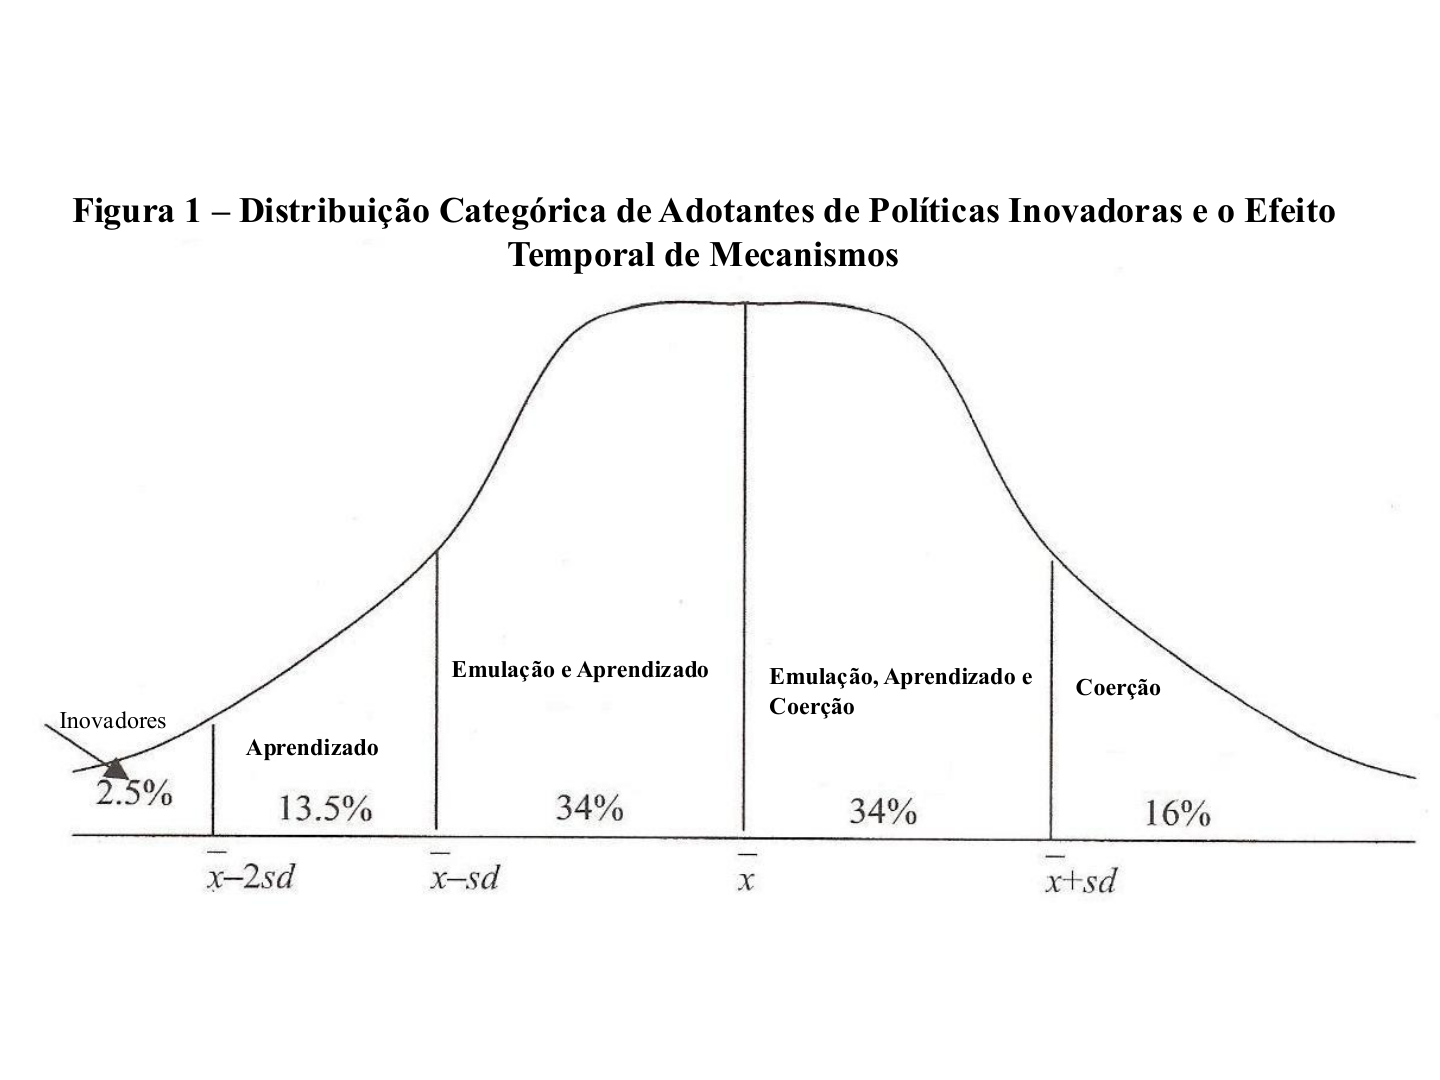 Figura 1 – Distribuição Categórica de Adotantes de Políticas Inovadoras e o Efeito
Temporal de Mecanismos
Emulação e Aprendizado
Emulação, Aprendizado e
Coerção
Coerção
Inovadores
Aprendizado
2.5%
13.5%
34%
34%
16%
x̅–2sd
x̅–sd
x̅
x̅+sd